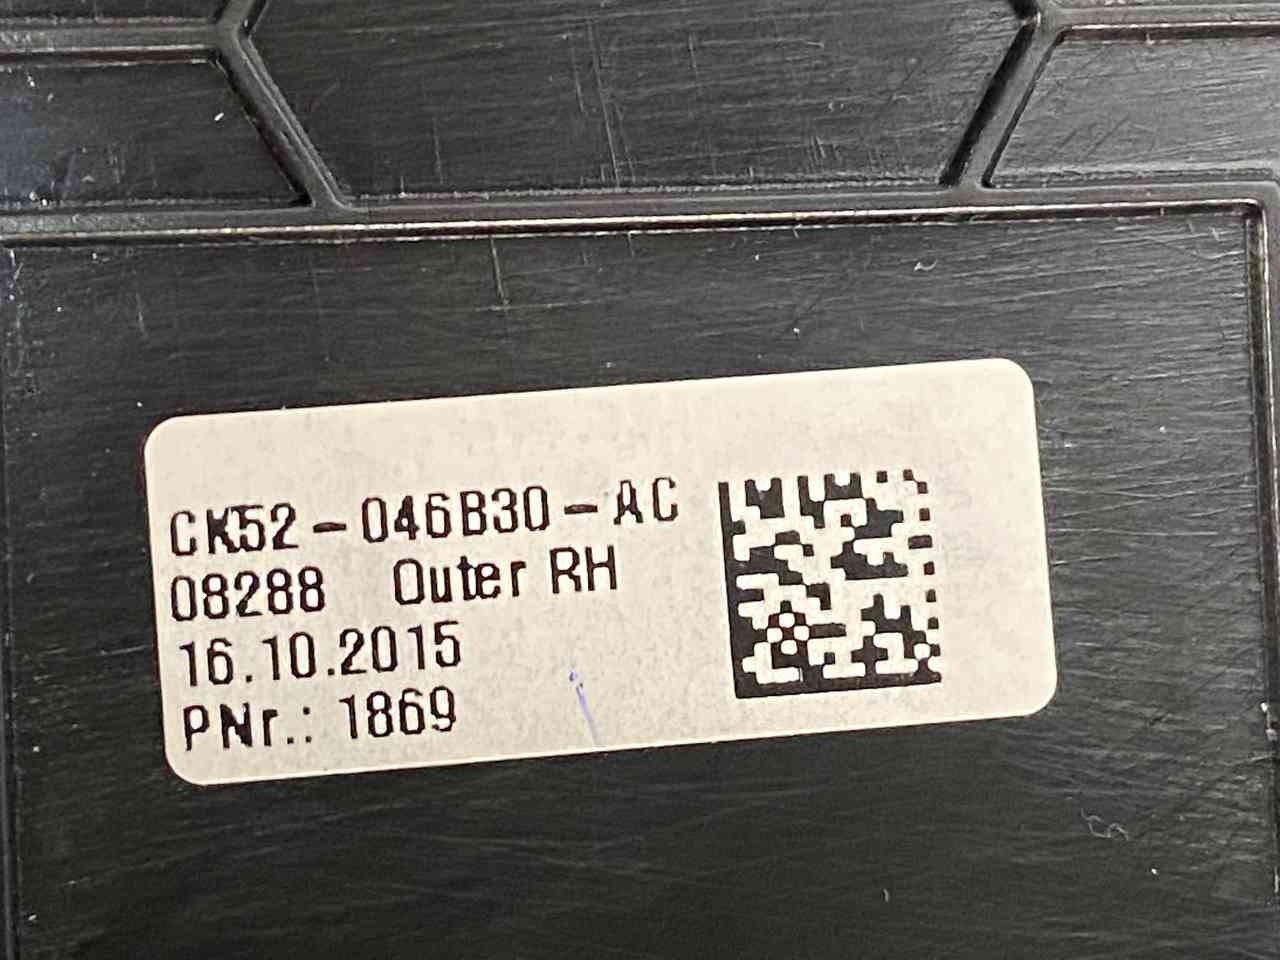 CK52-046B30-AC
08288 Outer RH
16.10.2015
PNr.: 1869